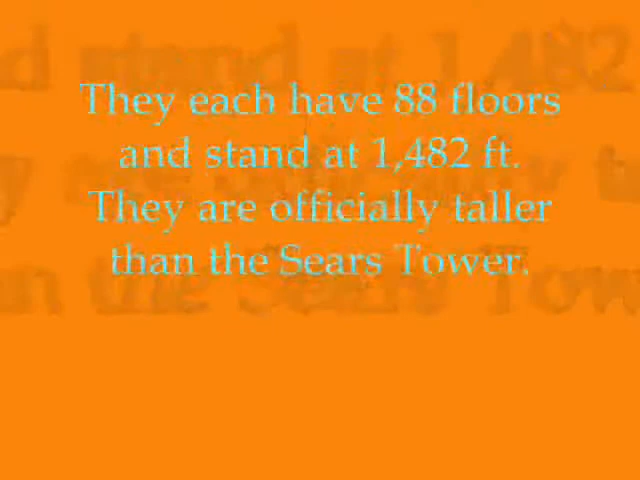 They each have 88 floors
and stand at 1,482 ft.
They are officially taller
than the Sears Tower.